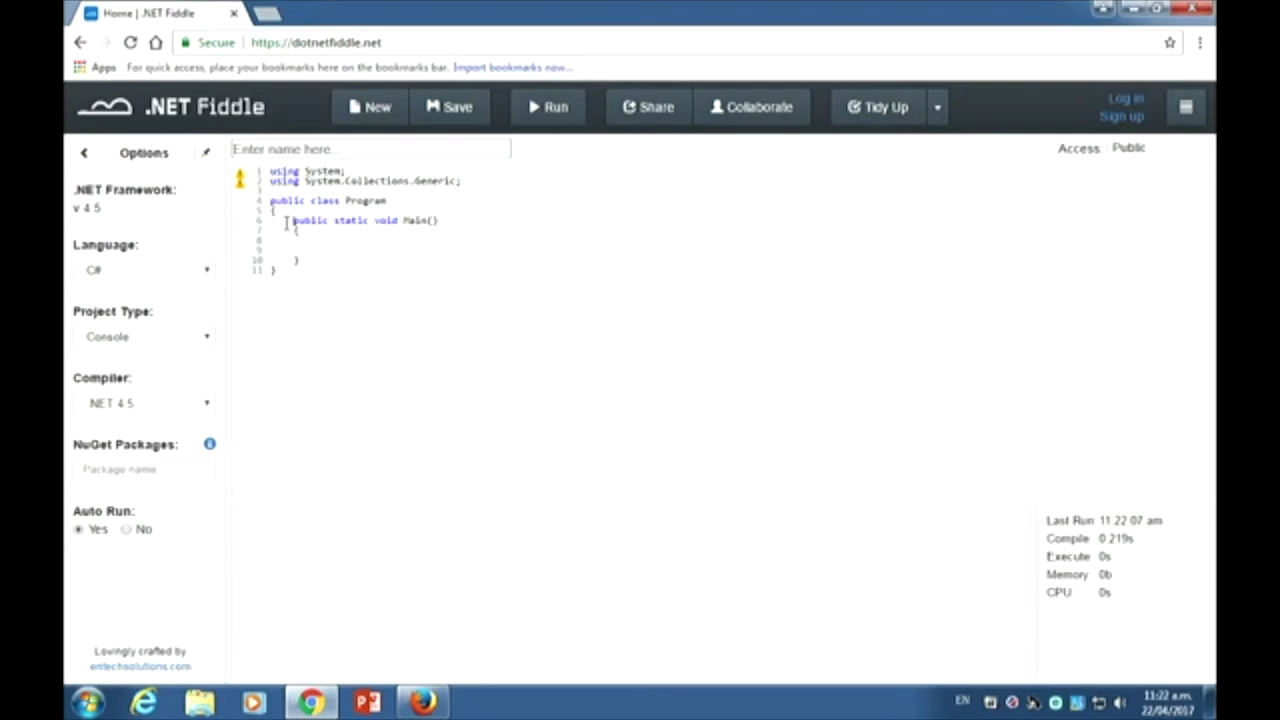 Home | .NET Fiddle
Secure | https://dotnetfiddle.net
Apps For quick access, place your bookmarks here on the bookmarks bar. Import bookmarks now...
.NET Fiddle New Save Run Share Collaborate Tidy Up Log in
Sign up
Options Enter name here... Access: Public
1 using System;
2 using System.Collections.Generic;
3
4 public class Program
5 {
6 public static void Main()
7 {
8
9
10 }
11 }
.NET Framework:
v 4.5
Language:
C#
Project Type:
Console
Compiler:
.NET 4.5
NuGet Packages:
Package name
Auto Run:
Yes No
Last Run: 11:22:07 am
Compile: 0.219s
Execute: 0s
Memory: 0b
CPU: 0s
Lovingly crafted by
entechsolutions.com
EN 11:22 a.m.
22/04/2017